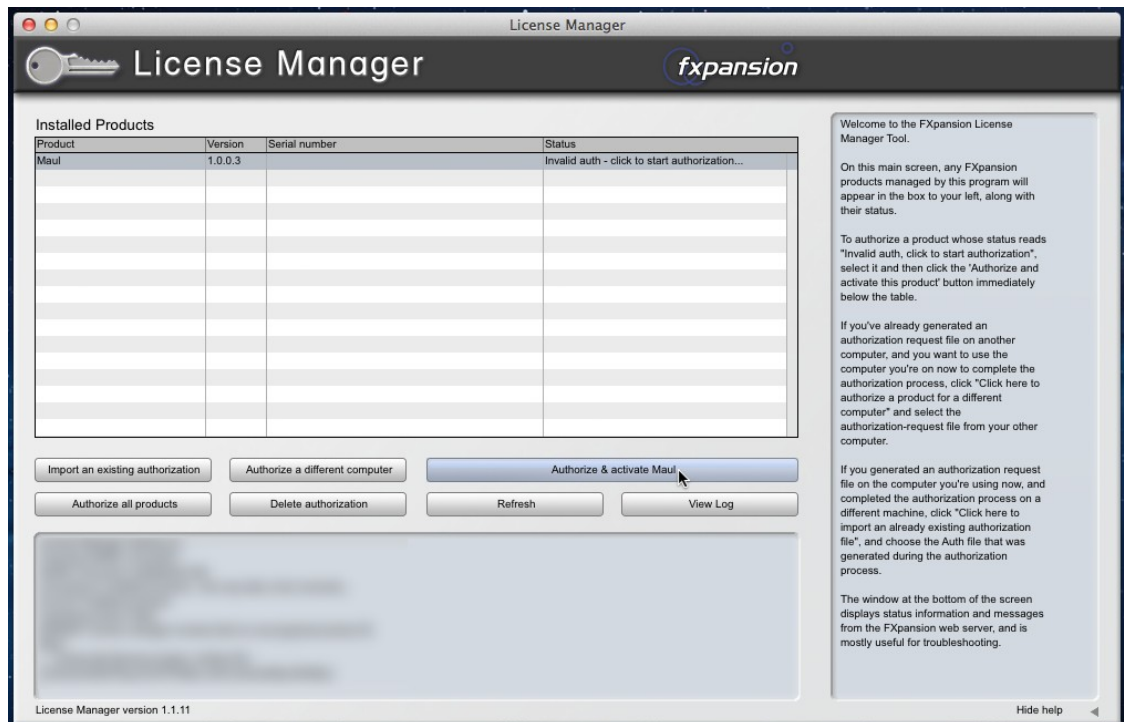 License Manager
License Manager
fxpansion
Installed Products
Product Version Serial number Status
Maul 1.0.0.3 Invalid auth - click to start authorization...
Import an existing authorization Authorize a different computer Authorize & activate Maul
Authorize all products Delete authorization Refresh View Log
License Manager version 1.1.11
Welcome to the FXpansion License
Manager Tool.
On this main screen, any FXpansion
products managed by this program will
appear in the box to your left, along with
their status.
To authorize a product whose status reads
"Invalid auth, click to start authorization",
select it and then click the 'Authorize and
activate this product' button immediately
below the table.
If you've already generated an
authorization request file on another
computer, and you want to use the
computer you're on now to complete the
authorization process, click "Click here to
authorize a product for a different
computer" and select the
authorization-request file from your other
computer.
If you generated an authorization request
file on the computer you're using now, and
completed the authorization process on a
different machine, click "Click here to
import an already existing authorization
file", and choose the Auth file that was
generated during the authorization
process.
The window at the bottom of the screen
displays status information and messages
from the FXpansion web server, and is
mostly useful for troubleshooting.
Hide help